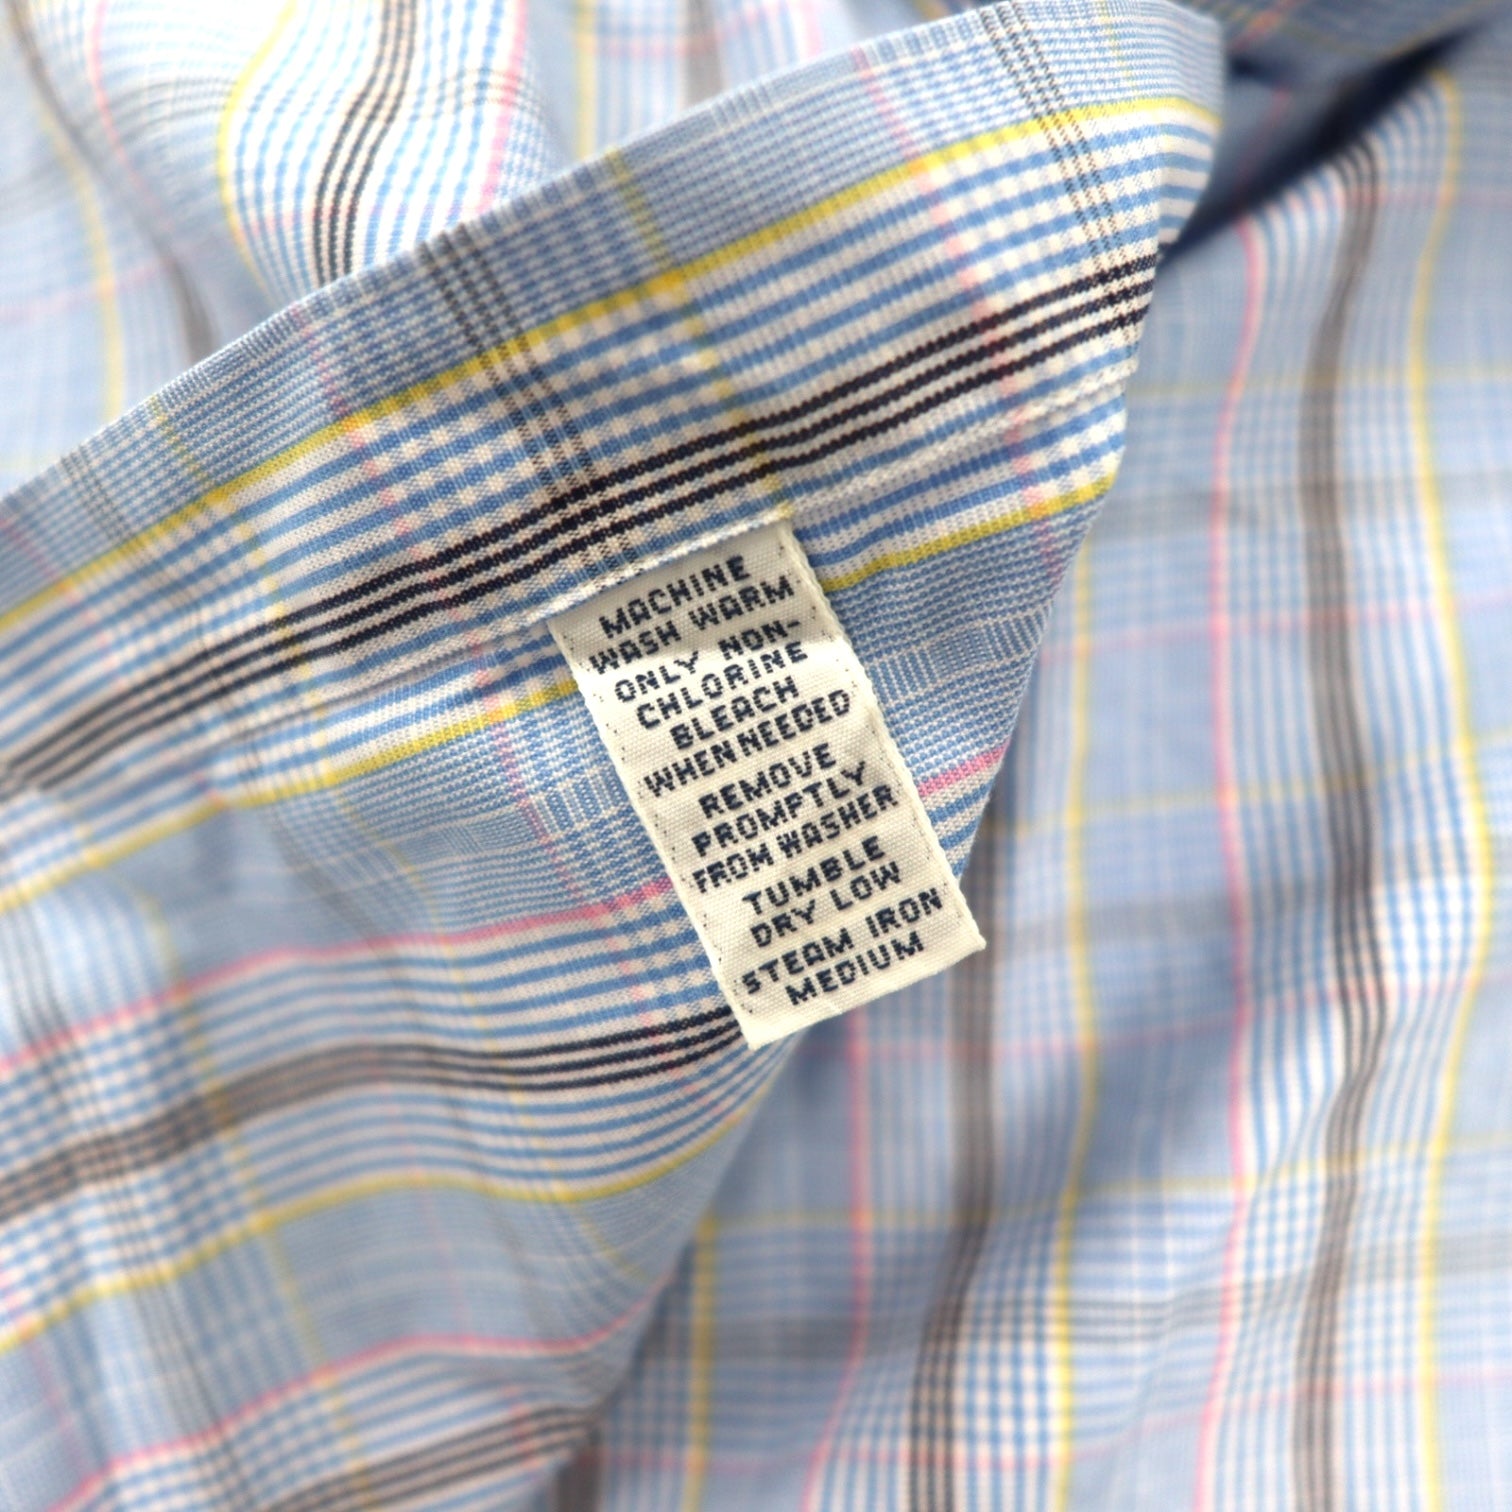 MACHINE
WASH WARM
ONLY NON-
CHLORINE
BLEACH
WHEN NEEDED
REMOVE
PROMPTLY
FROM WASHER
TUMBLE
DRY LOW
STEAM IRON
MEDIUM